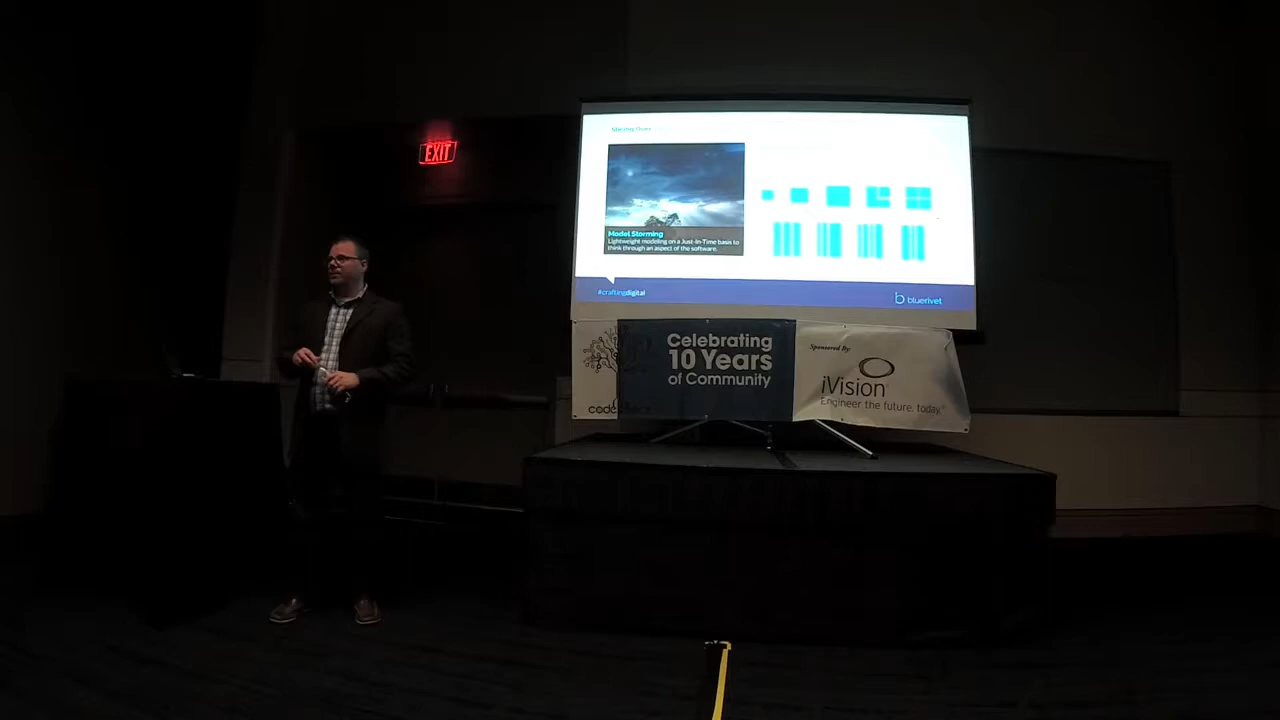 EXIT
Model Storming
Lightweight modeling on a Just-In-Time basis to
think through an aspect of the software.
#craftingdigital
bluerivet
Celebrating
10 Years
of Community
Sponsored By:
iVision
Engineer the future, today.